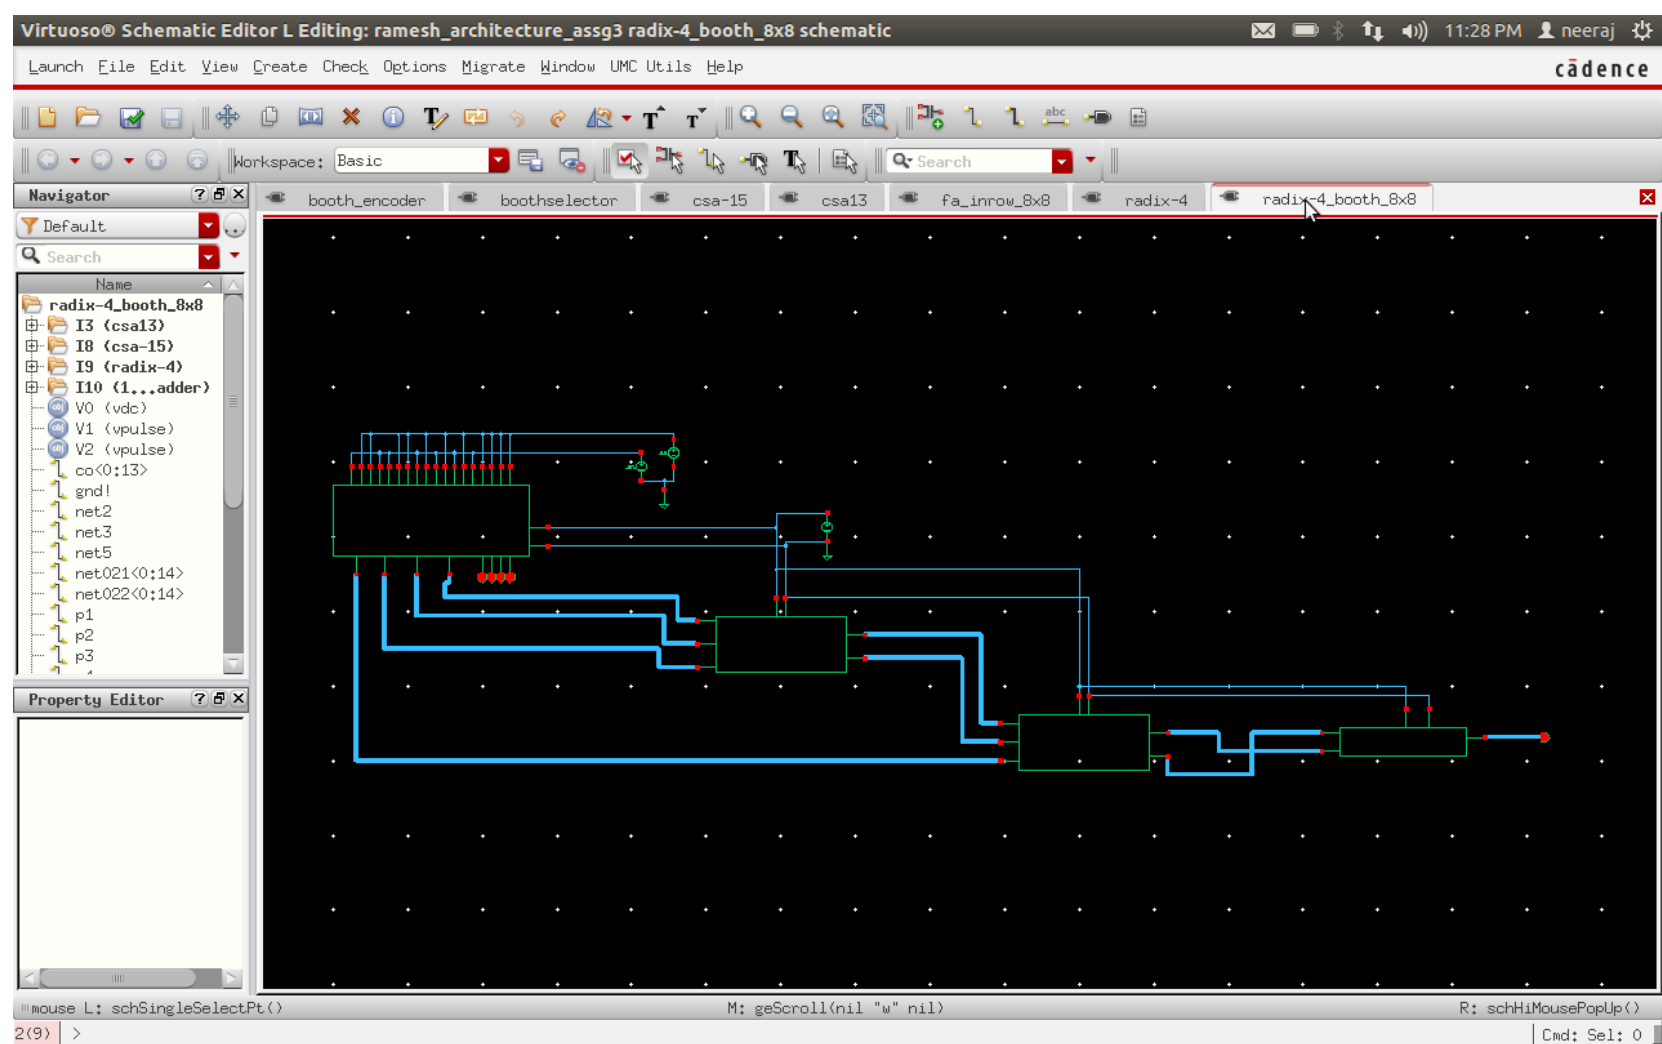 Virtuoso® Schematic Editor L Editing: ramesh_architecture_assg3 radix-4_booth_8x8 schematic
11:28 PM neeraj
Launch File Edit View Create Check Options Migrate Window UMC Utils Help
cādence
abc
Workspace: Basic
Search
Navigator
booth_encoder boothselector csa-15 csa13 fa_inrow_8x8 radix-4 radix-4_booth_8x8
Default
Search
Name
radix-4_booth_8x8
I3 (csa13)
I8 (csa-15)
I9 (radix-4)
I10 (1...adder)
V0 (vdc)
V1 (vpulse)
V2 (vpulse)
co<0:13>
gnd!
net2
net3
net5
net021<0:14>
net022<0:14>
p1
p2
p3
Property Editor
mouse L: schSingleSelectPt()
M: geScroll(nil "w" nil)
R: schHiMousePopUp()
2(9) >
Cmd: Sel: 0